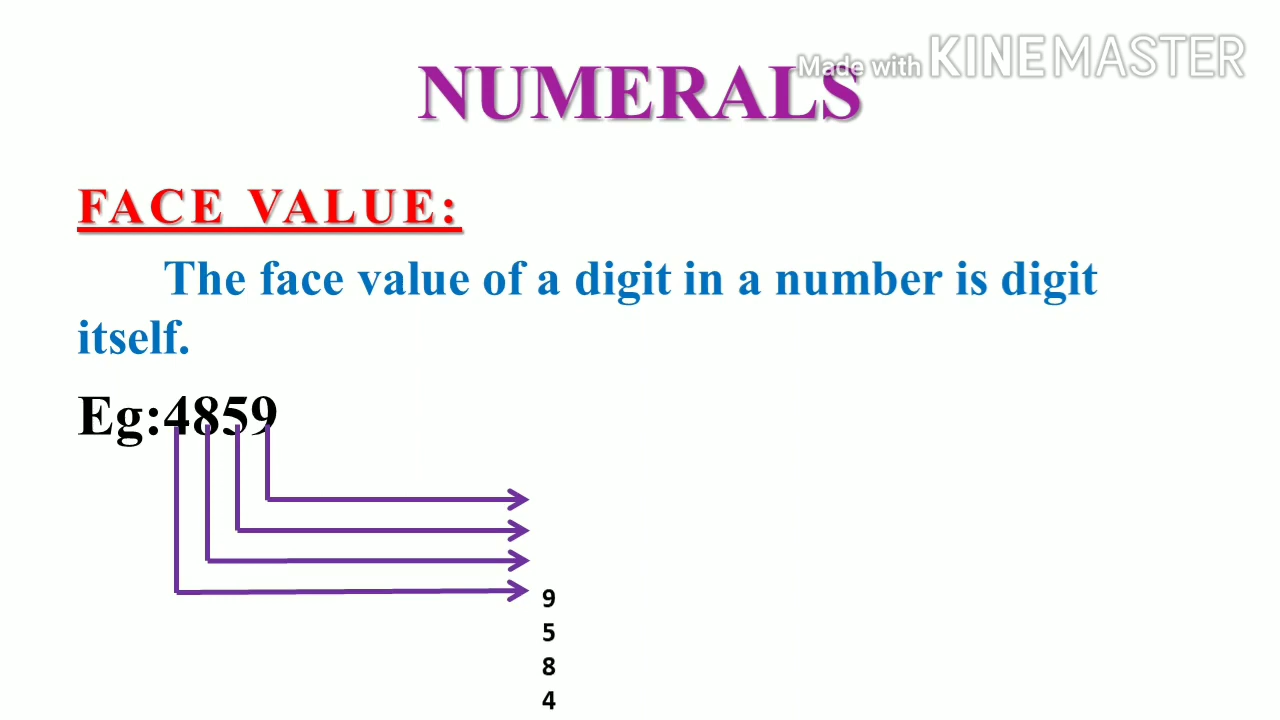 Made with KINEMASTER
NUMERALS
FACE VALUE:
The face value of a digit in a number is digit
itself.
Eg:4859
9
5
8
4